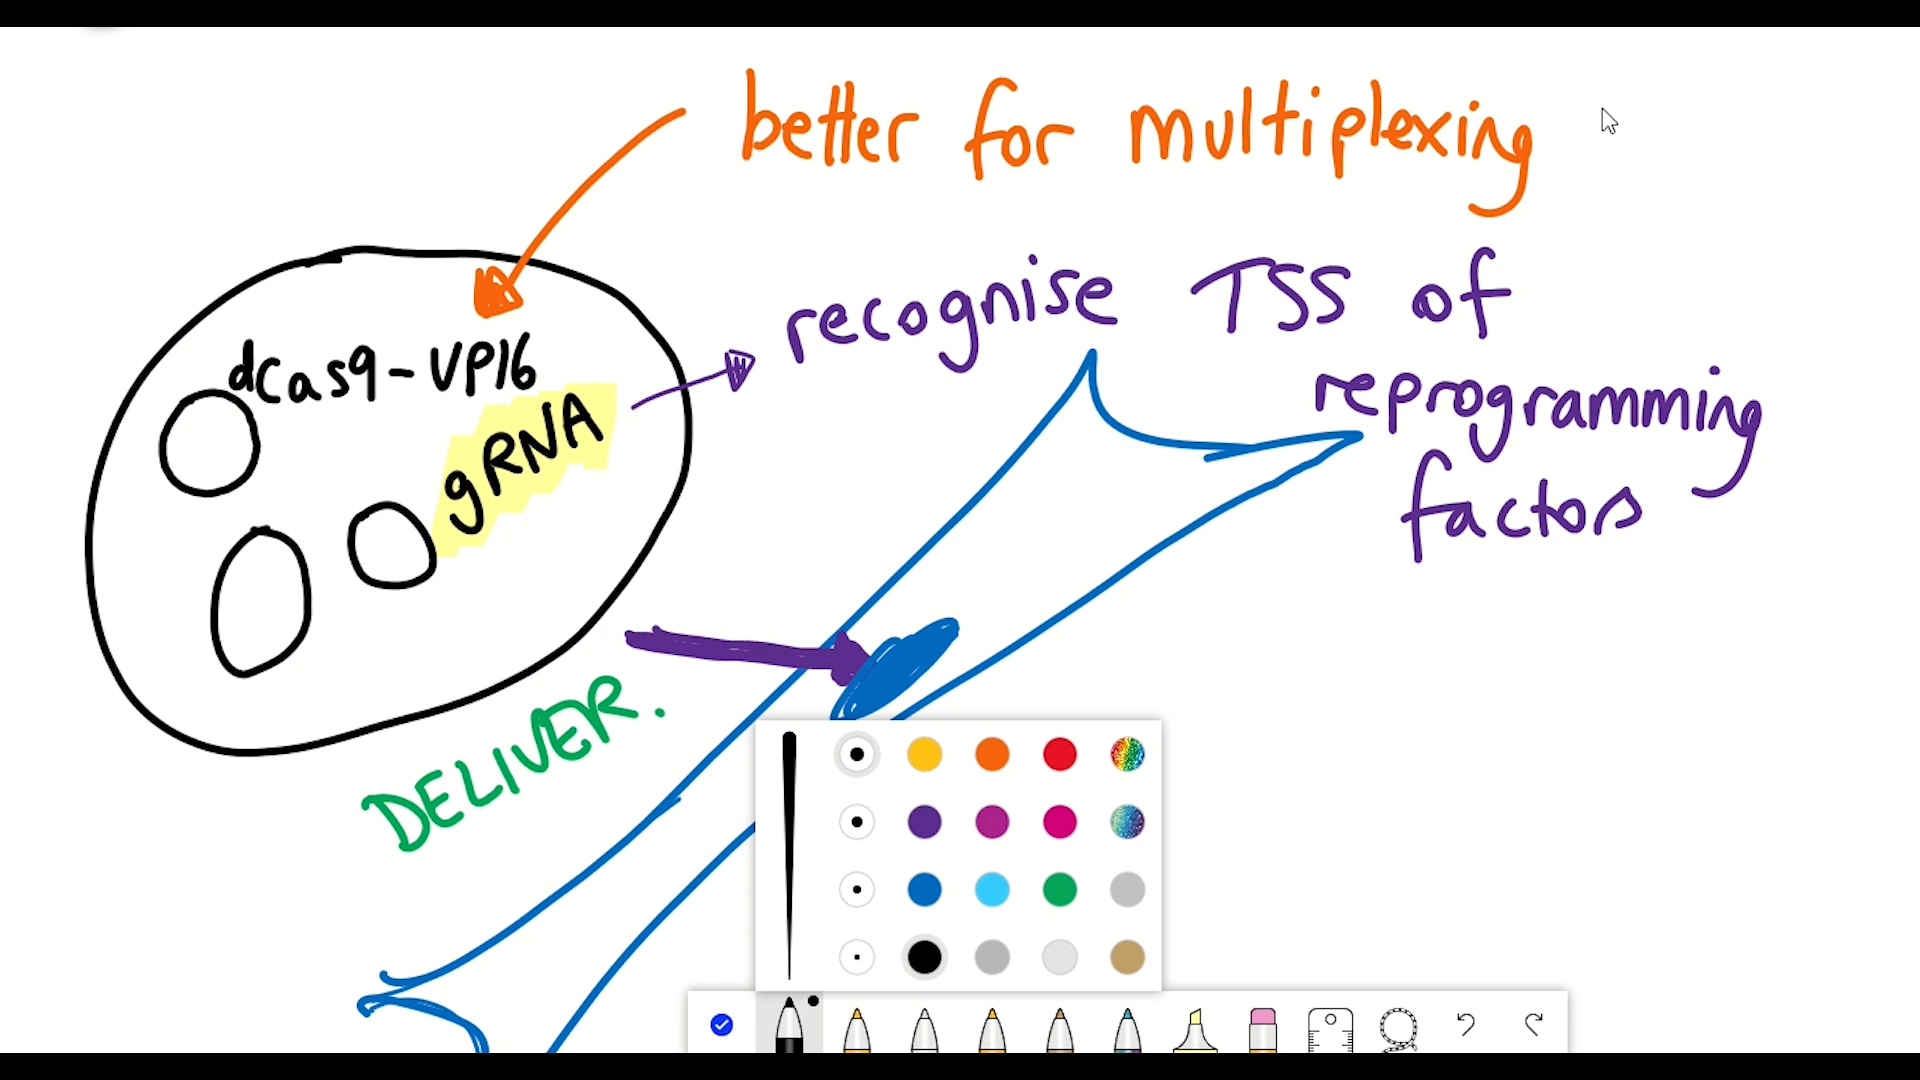 better for multiplexing
recognise TSS of
reprogramming
factors
dCas9-VP16
gRNA
DELIVER.